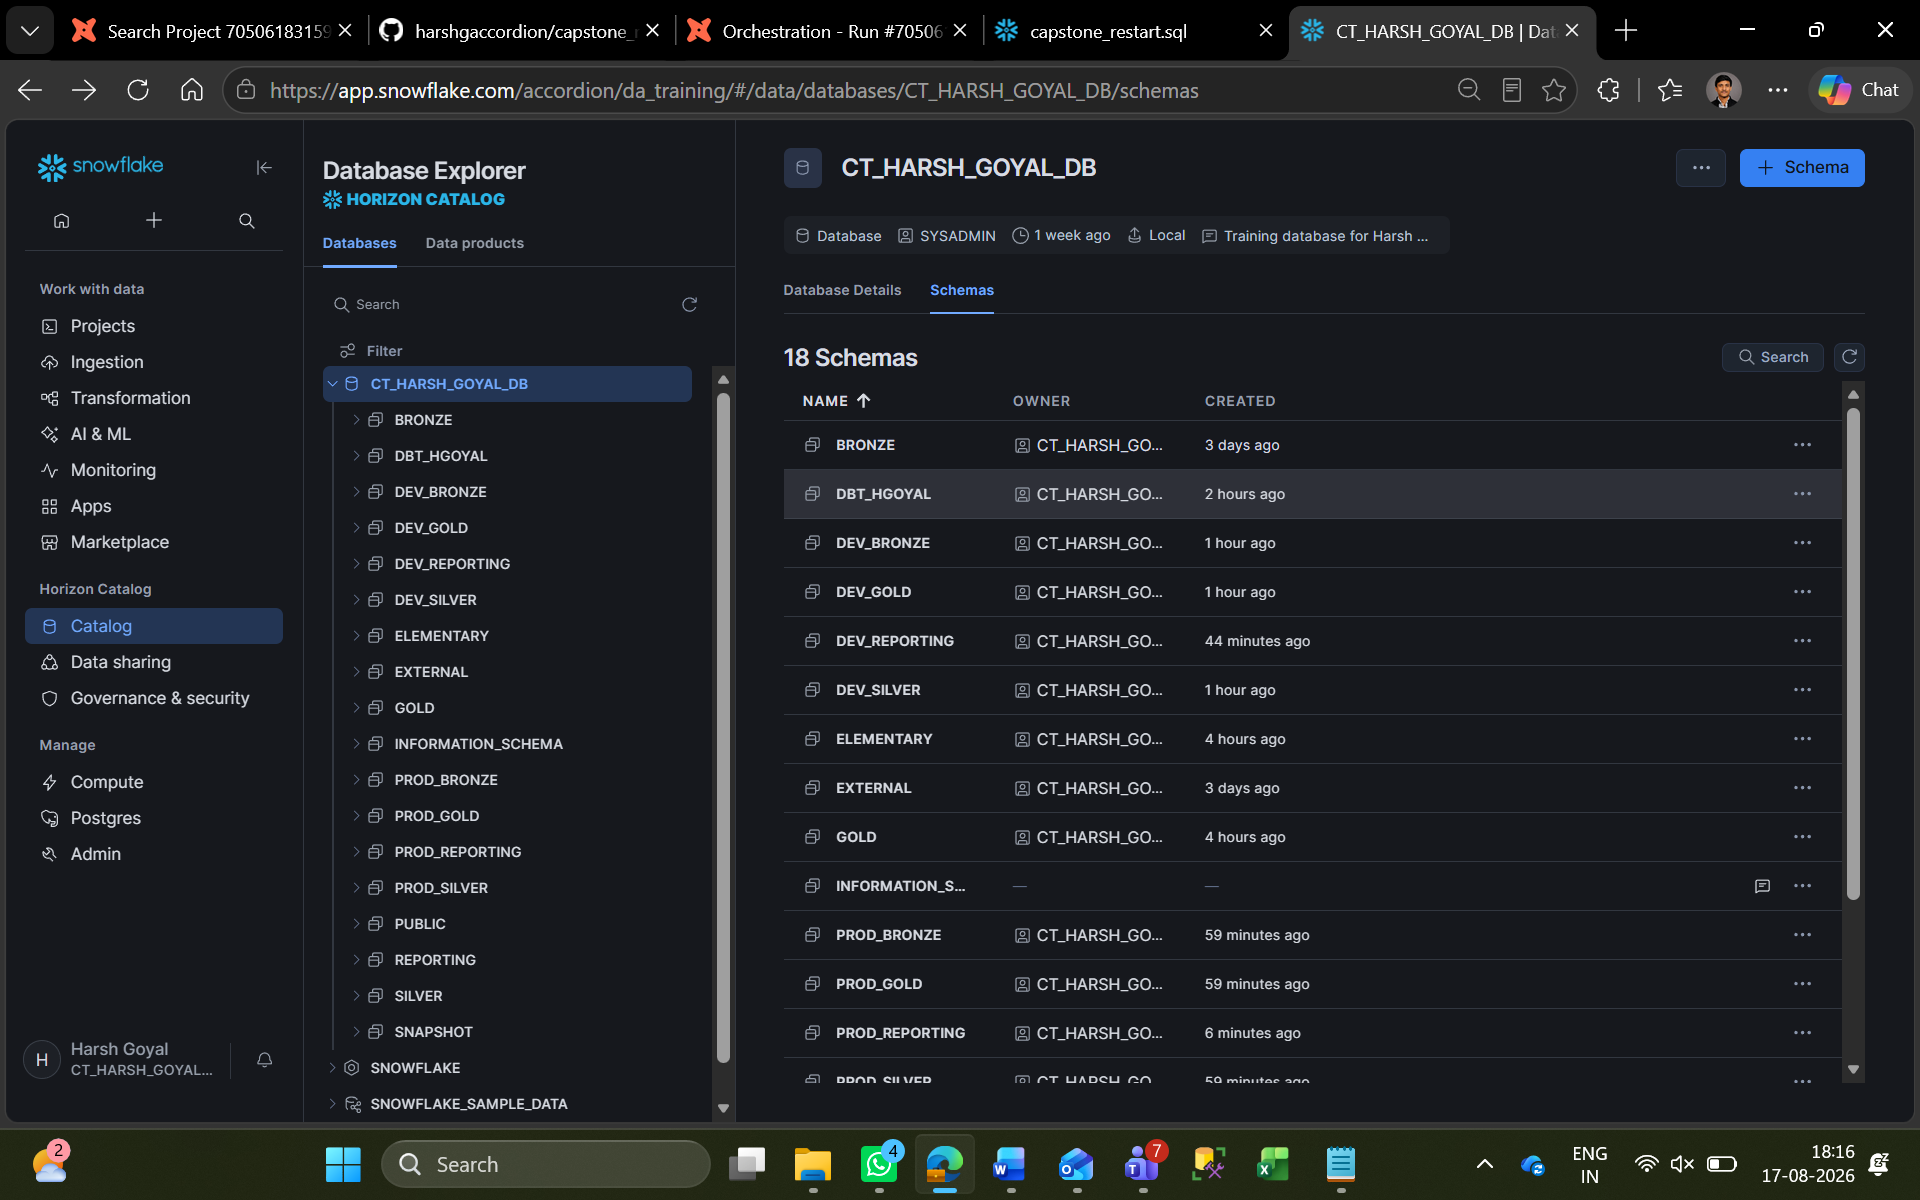 Search Project 70506183159
harshgaccordion/capstone_r
Orchestration - Run #70506
capstone_restart.sql
CT_HARSH_GOYAL_DB | Dat
https://app.snowflake.com/accordion/da_training/#/data/databases/CT_HARSH_GOYAL_DB/schemas
Chat
snowflake
Work with data
Projects
Ingestion
Transformation
AI & ML
Monitoring
Apps
Marketplace
Horizon Catalog
Catalog
Data sharing
Governance & security
Manage
Compute
Postgres
Admin
H
Harsh Goyal
CT_HARSH_GOYAL...
Database Explorer
HORIZON CATALOG
Databases
Data products
Search
Filter
CT_HARSH_GOYAL_DB
BRONZE
DBT_HGOYAL
DEV_BRONZE
DEV_GOLD
DEV_REPORTING
DEV_SILVER
ELEMENTARY
EXTERNAL
GOLD
INFORMATION_SCHEMA
PROD_BRONZE
PROD_GOLD
PROD_REPORTING
PROD_SILVER
PUBLIC
REPORTING
SILVER
SNAPSHOT
SNOWFLAKE
SNOWFLAKE_SAMPLE_DATA
CT_HARSH_GOYAL_DB
... + Schema
Database SYSADMIN 1 week ago Local Training database for Harsh ...
Database Details Schemas
18 Schemas
Search
NAME OWNER CREATED
BRONZE CT_HARSH_GO... 3 days ago
DBT_HGOYAL CT_HARSH_GO... 2 hours ago
DEV_BRONZE CT_HARSH_GO... 1 hour ago
DEV_GOLD CT_HARSH_GO... 1 hour ago
DEV_REPORTING CT_HARSH_GO... 44 minutes ago
DEV_SILVER CT_HARSH_GO... 1 hour ago
ELEMENTARY CT_HARSH_GO... 4 hours ago
EXTERNAL CT_HARSH_GO... 3 days ago
GOLD CT_HARSH_GO... 4 hours ago
INFORMATION_S... — —
PROD_BRONZE CT_HARSH_GO... 59 minutes ago
PROD_GOLD CT_HARSH_GO... 59 minutes ago
PROD_REPORTING CT_HARSH_GO... 6 minutes ago
PROD_SILVER CT_HARSH_GO 59 minutes ago
2
Search
4
7
ENG
IN
18:16
17-08-2026